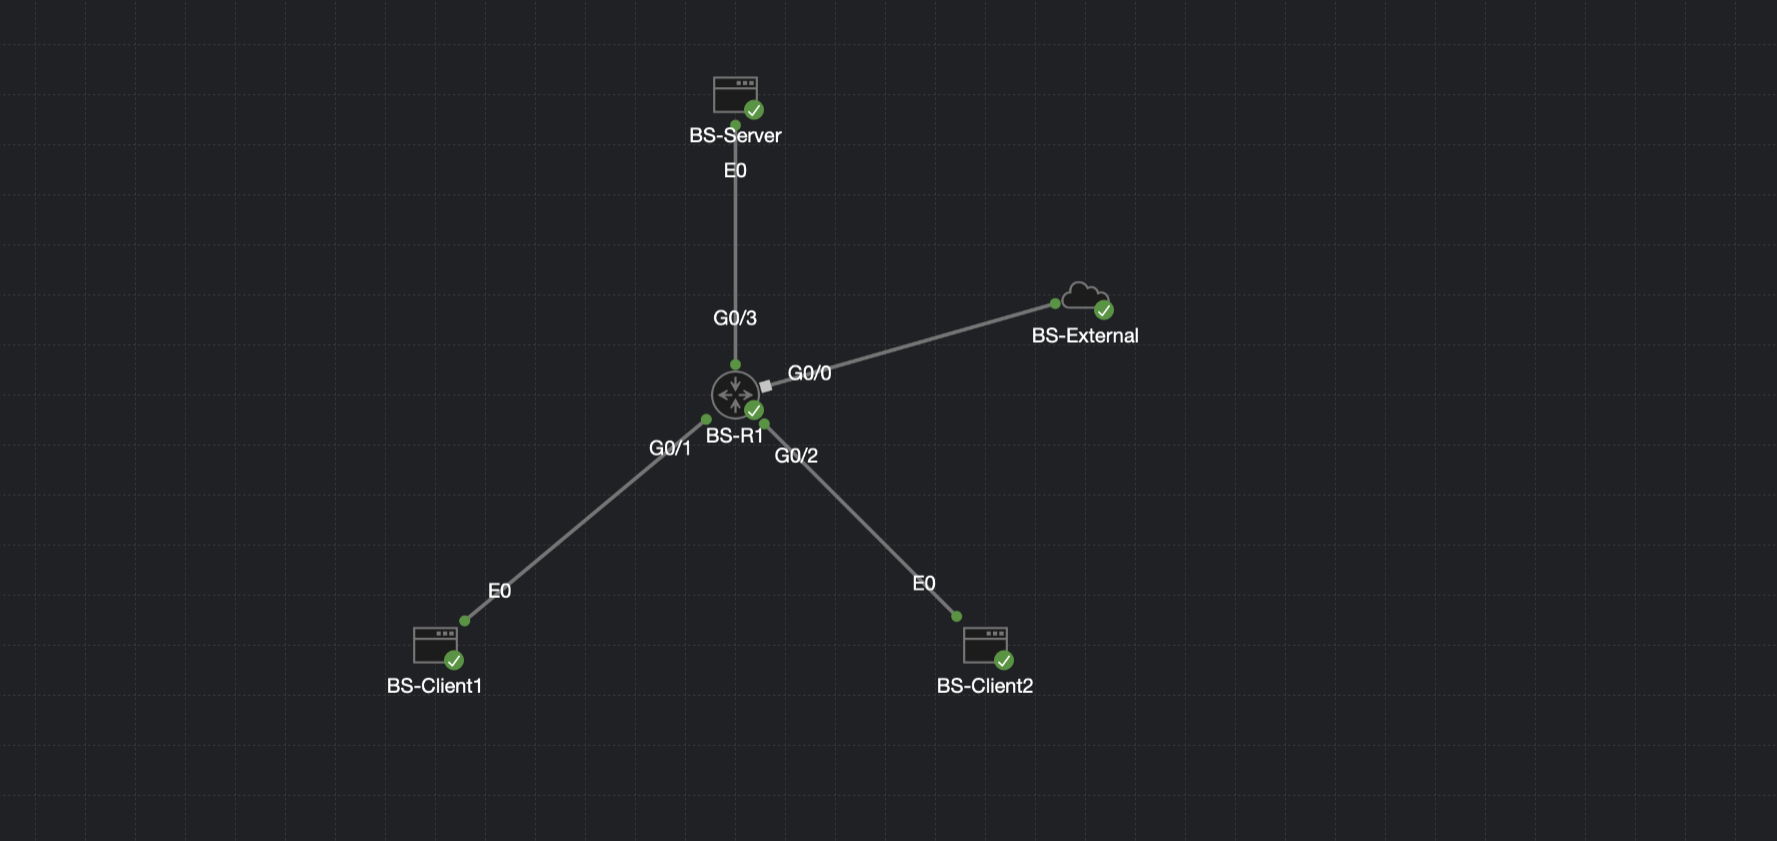 BS-Server
E0
G0/3
BS-External
G0/0
BS-R1
G0/1
G0/2
E0
E0
BS-Client1
BS-Client2